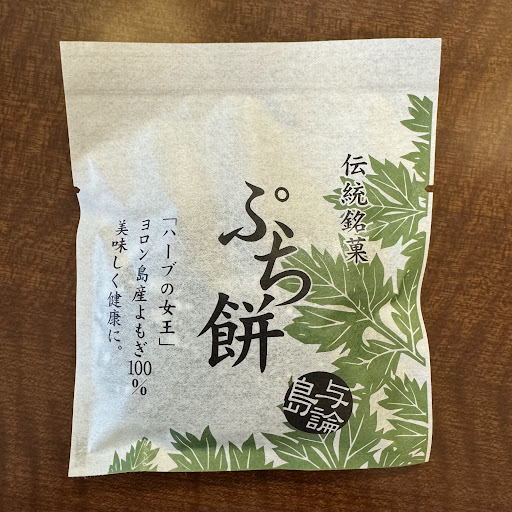 伝統銘菓
ぷち餅
与論島
「ハーブの女王」
ヨロン島産よもぎ100%
美味しく健康に。